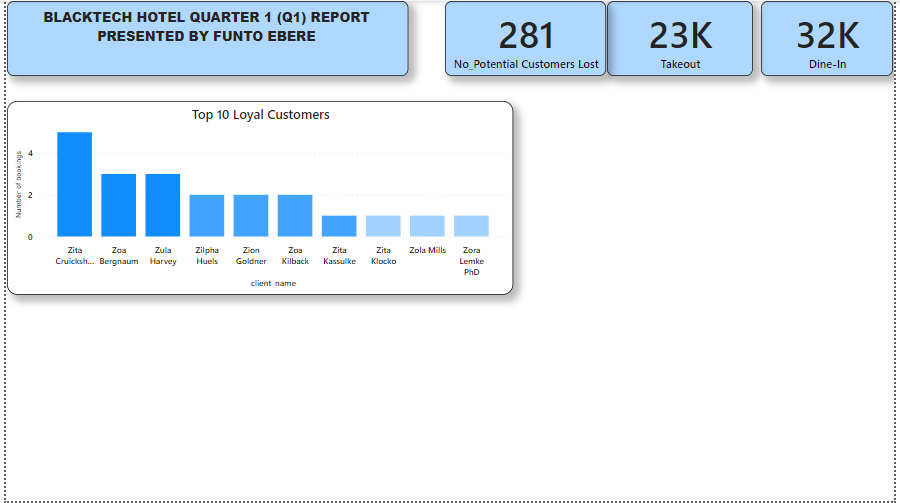 BLACKTECH HOTEL QUARTER 1 (Q1) REPORT
PRESENTED BY FUNTO EBERE
281
No_Potential Customers Lost
23K
Takeout
32K
Dine-In
Top 10 Loyal Customers
Number of bookings
4
2
0
Zita
Cruicksh...
Zoa
Bergnaum
Zula
Harvey
Zilpha
Huels
Zion
Goldner
Zoa
Kilback
Zita
Kassulke
Zita
Klocko
Zola Mills
Zora
Lemke
PhD
client_name